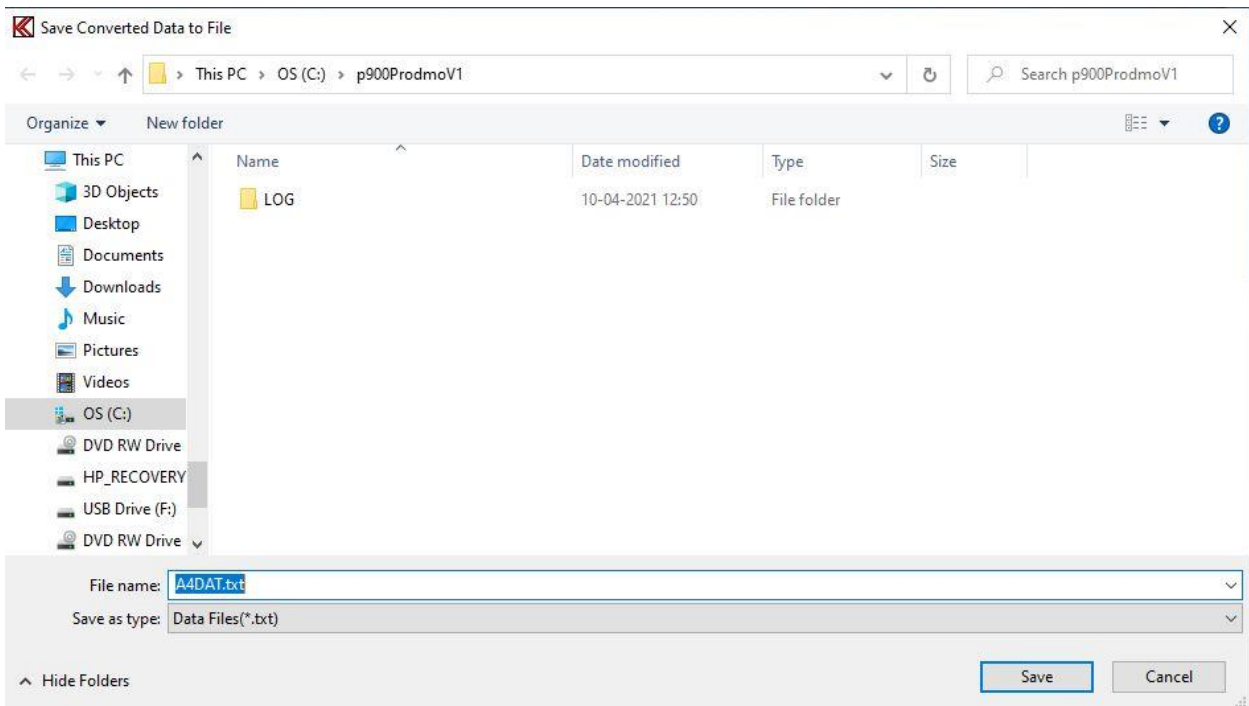 Save Converted Data to File
This PC > OS (C:) > p900ProdmoV1
Search p900ProdmoV1
Organize
New folder
This PC
3D Objects
Desktop
Documents
Downloads
Music
Pictures
Videos
OS (C:)
DVD RW Drive
HP_RECOVERY
USB Drive (F:)
DVD RW Drive
Name Date modified Type Size
LOG 10-04-2021 12:50 File folder
File name: A4DAT.txt
Save as type: Data Files(*.txt)
Hide Folders
Save Cancel